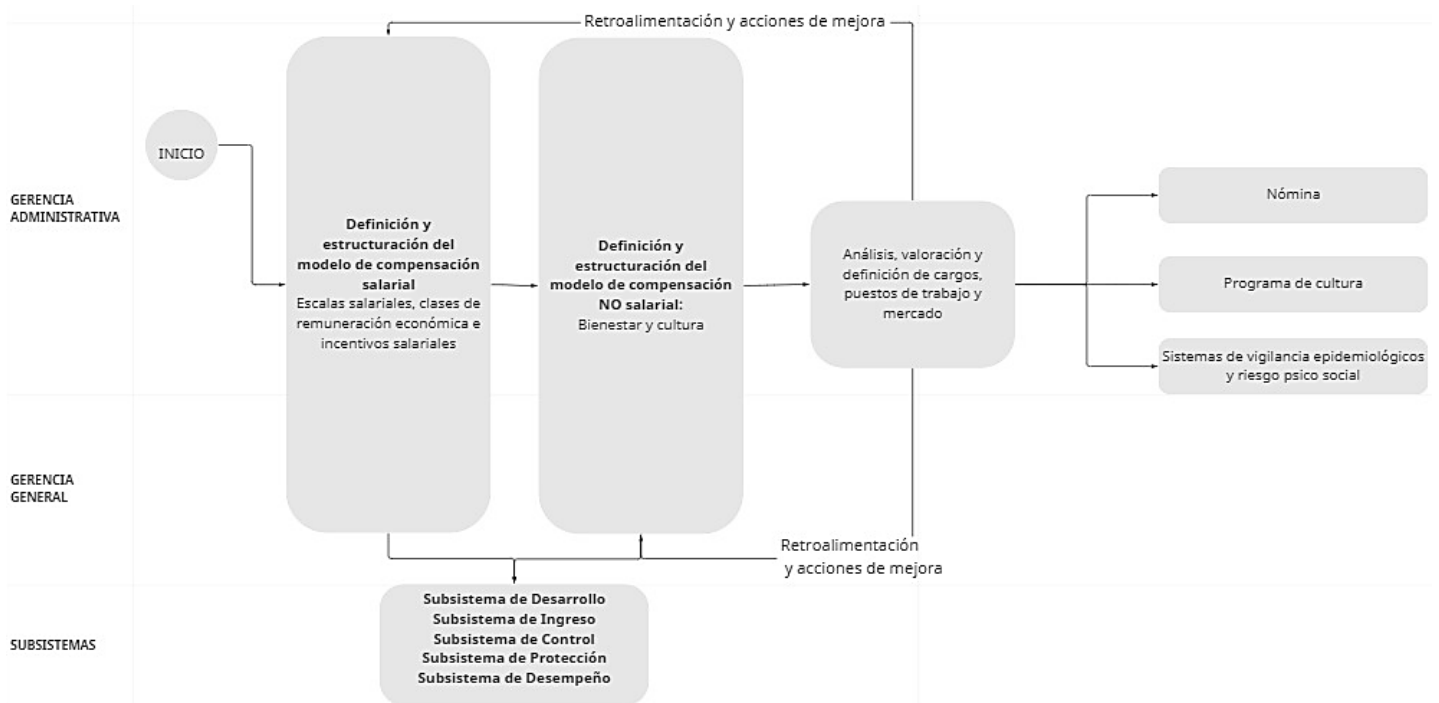 Retroalimentación y acciones de mejora
INICIO
GERENCIA
ADMINISTRATIVA
Definición y
estructuración del
modelo de compensación
salarial
Escalas salariales, clases de
remuneración económica e
incentivos salariales
Definición y
estructuración del
modelo de compensación
NO salarial:
Bienestar y cultura
Análisis, valoración y
definición de cargos,
puestos de trabajo y
mercado
Nómina
Programa de cultura
Sistemas de vigilancia epidemiológicos
y riesgo psico social
GERENCIA
GENERAL
Retroalimentación
y acciones de mejora
SUBSISTEMAS
Subsistema de Desarrollo
Subsistema de Ingreso
Subsistema de Control
Subsistema de Protección
Subsistema de Desempeño